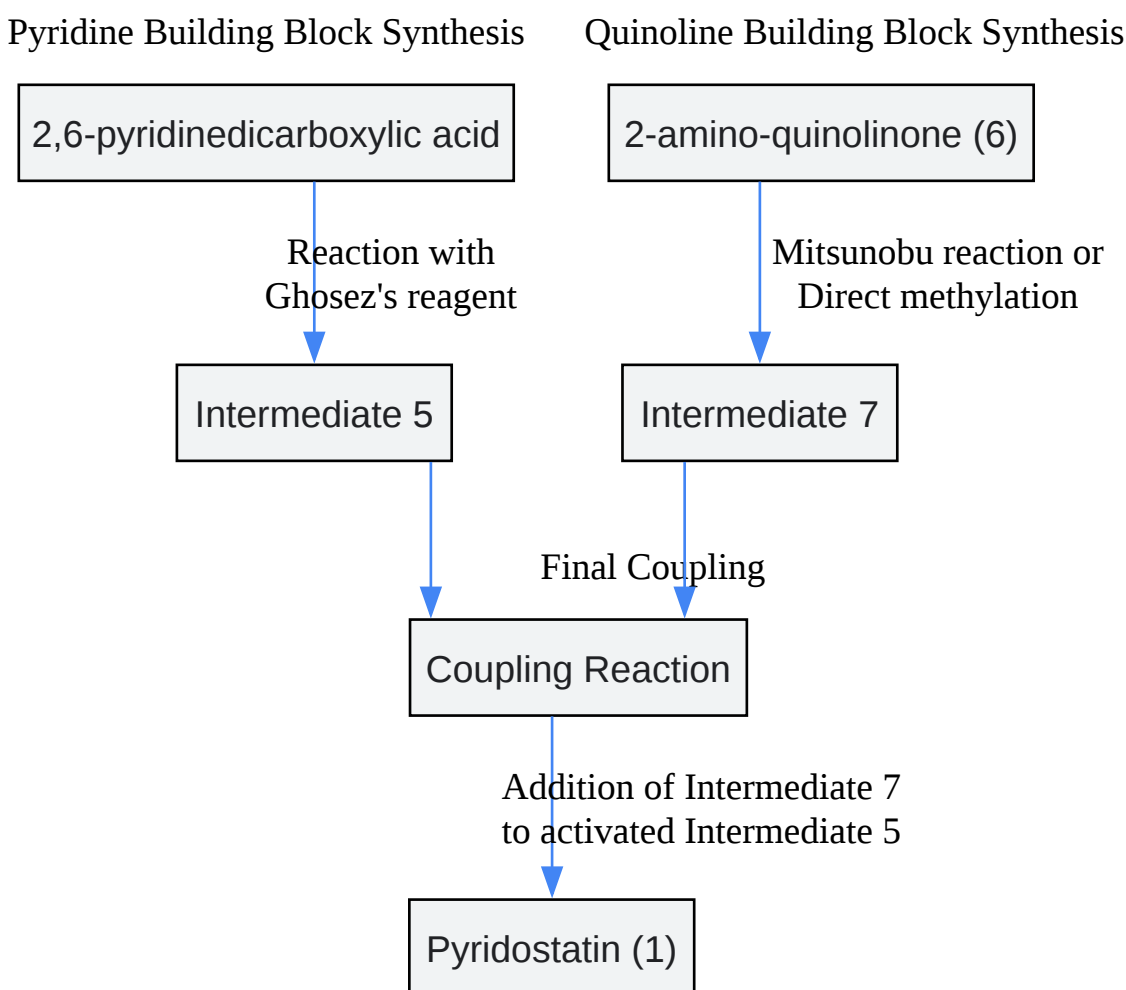 Pyridine Building Block Synthesis
Quinoline Building Block Synthesis
2,6-pyridinedicarboxylic acid
2-amino-quinolinone (6)
Reaction with
Ghosez's reagent
Mitsunobu reaction or
Direct methylation
Intermediate 5
Intermediate 7
Final Coupling
Coupling Reaction
Addition of Intermediate 7
to activated Intermediate 5
Pyridostatin (1)